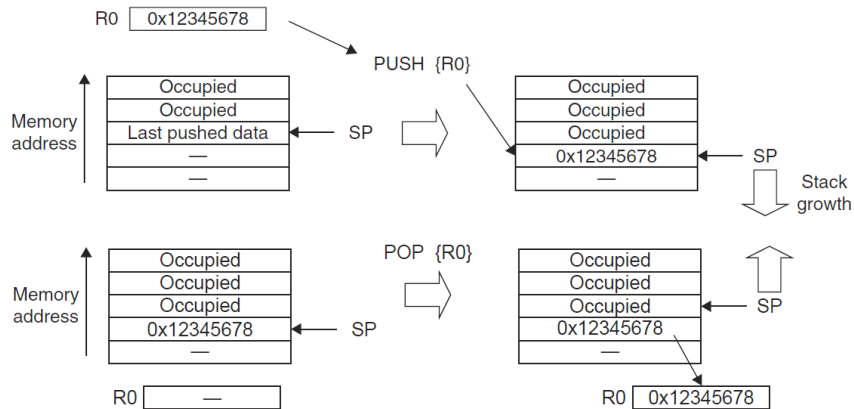 R0 0x12345678
PUSH {R0}
Memory
address
Occupied
Occupied
Last pushed data
—
—
SP
Occupied
Occupied
Occupied
0x12345678
—
SP
Stack
growth
Memory
address
Occupied
Occupied
Occupied
0x12345678
—
SP
POP {R0}
Occupied
Occupied
Occupied
0x12345678
—
SP
R0 —
R0 0x12345678